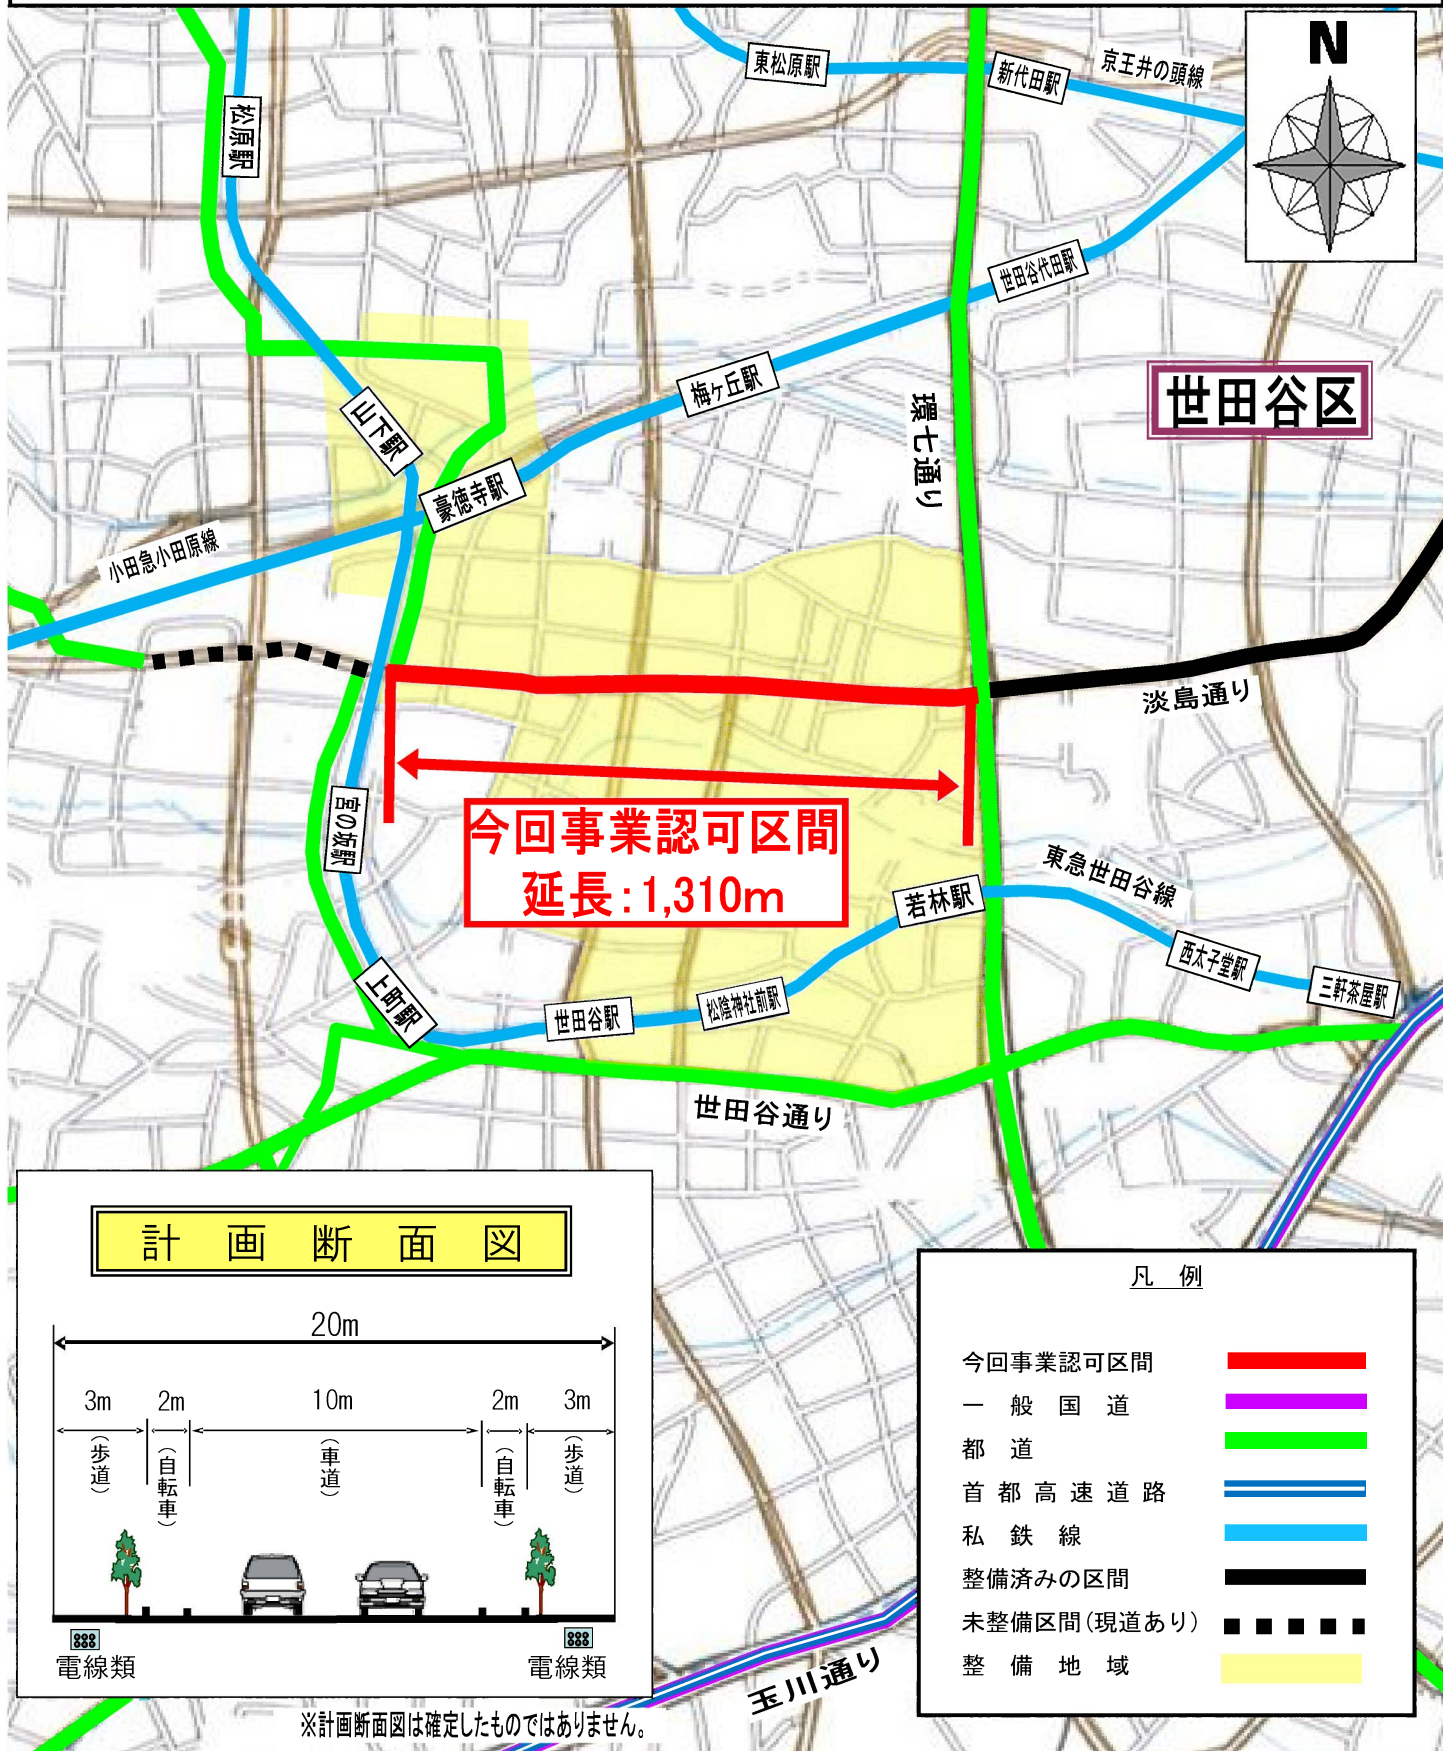 N
東松原駅
新代田駅
京王井の頭線
松原駅
世田谷代田駅
世田谷区
梅ヶ丘駅
山下駅
環七通り
豪徳寺駅
小田急小田原線
淡島通り
宮の坂駅
今回事業認可区間
延長：1,310m
東急世田谷線
若林駅
西太子堂駅
三軒茶屋駅
上町駅
世田谷駅
松陰神社前駅
世田谷通り
計画断面図
20m
3m 2m 10m 2m 3m
（歩道） （自転車） （車道） （自転車） （歩道）
電線類 電線類
※計画断面図は確定したものではありません。
玉川通り
凡例
今回事業認可区間
一般国道
都道
首都高速道路
私鉄線
整備済みの区間
未整備区間（現道あり）
整備地域